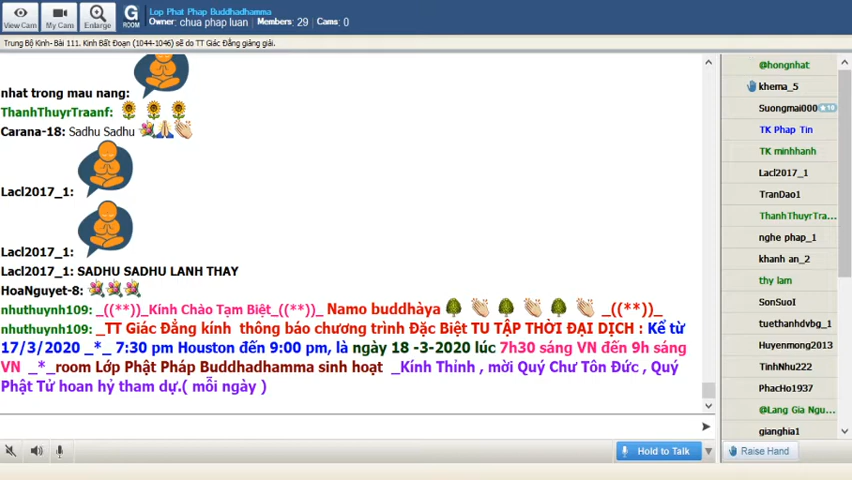 View Cam
My Cam
Enlarge
G
ROOM
Lop Phat Phap Buddhadhamma
Owner: chua phap luan Members: 29 Cams: 0
Trung Bộ Kinh- Bài 111. Kinh Bất Đoạn (1044-1046) sẽ do TT Giác Đẳng giảng giải.
nhat trong mau nang:
ThanhThuyrTraanf:
Carana-18: Sadhu Sadhu
Lacl2017_1:
Lacl2017_1:
Lacl2017_1: SADHU SADHU LANH THAY
HoaNguyet-8:
nhuthuynh109: _((**))_Kính Chào Tạm Biệt_((**))_ Namo buddhàya _((**))_
nhuthuynh109: _TT Giác Đẳng kính thông báo chương trình Đặc Biệt TU TẬP THỜI ĐẠI DỊCH : Kể từ
17/3/2020 _*_ 7:30 pm Houston đến 9:00 pm, là ngày 18 -3-2020 lúc 7h30 sáng VN đến 9h sáng
VN _*_room Lớp Phật Pháp Buddhadhamma sinh hoạt _Kính Thỉnh , mời Quý Chư Tôn Đức , Quý
Phật Tử hoan hỷ tham dự.( mỗi ngày )
@hongnhat
khema_5
Suongmai000 16
TK Phap Tin
TK minhhanh
Lacl2017_1
TranDao1
ThanhThuyrTra...
nghe phap_1
khanh an_2
thy lam
SonSuoI
tuethanhdvbg_1
Huyenmong2013
TinhNhu222
PhacHo1937
@Lang Gia Ngu...
gianghia1
Hold to Talk
Raise Hand